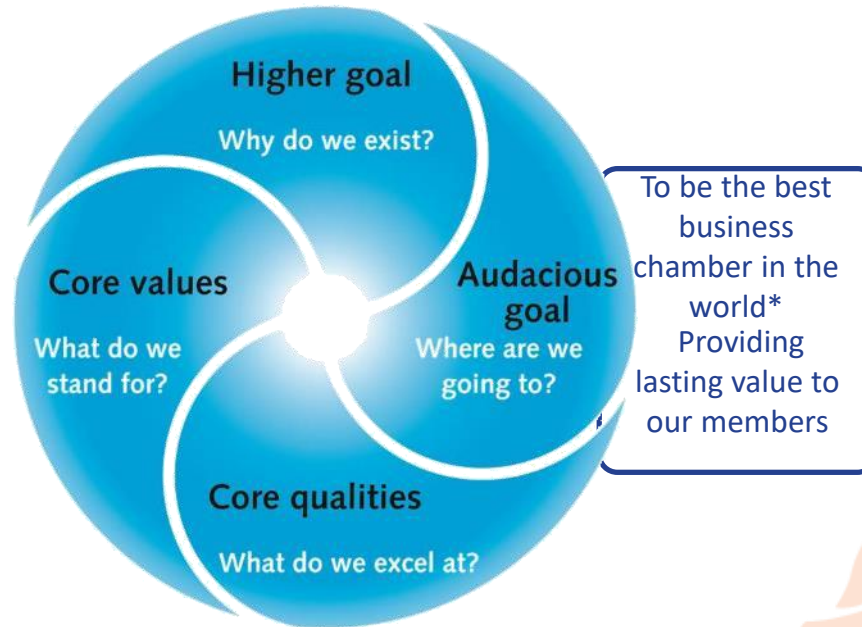 Higher goal
Why do we exist?
Audacious
goal
Where are we
going to?
Core qualities
What do we excel at?
Core values
What do we
stand for?
To be the best
business
chamber in the
world*
Providing
lasting value to
our members